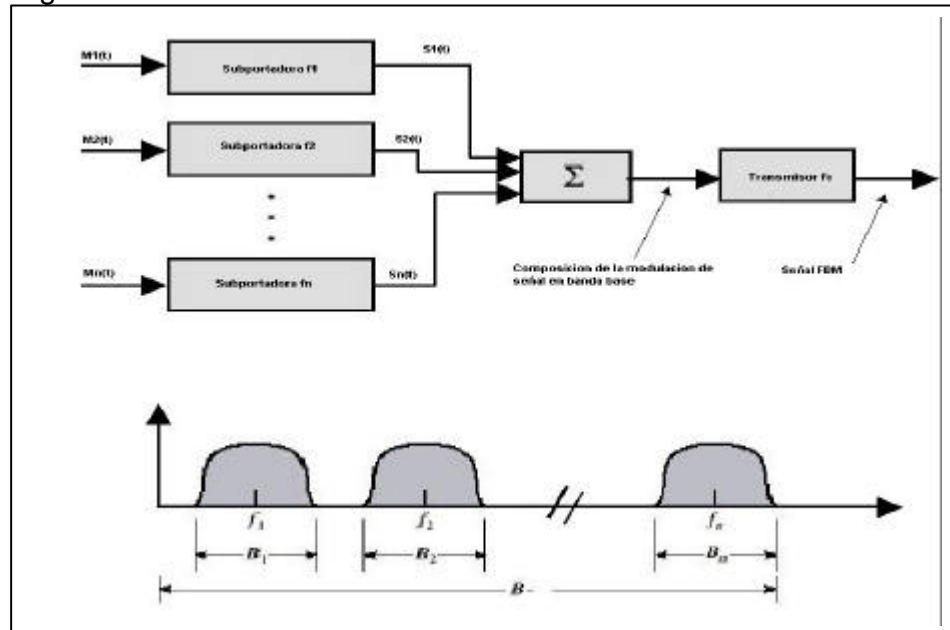 M1(t)
Subportadora f1
S1(t)
M2(t)
Subportadora f2
S2(t)
Σ
Transmisor fc
Mn(t)
Subportadora fn
Sn(t)
Composicion de la modulacion de
señal en banda base
Señal FDM
f1
f2
fn
B1
B2
B